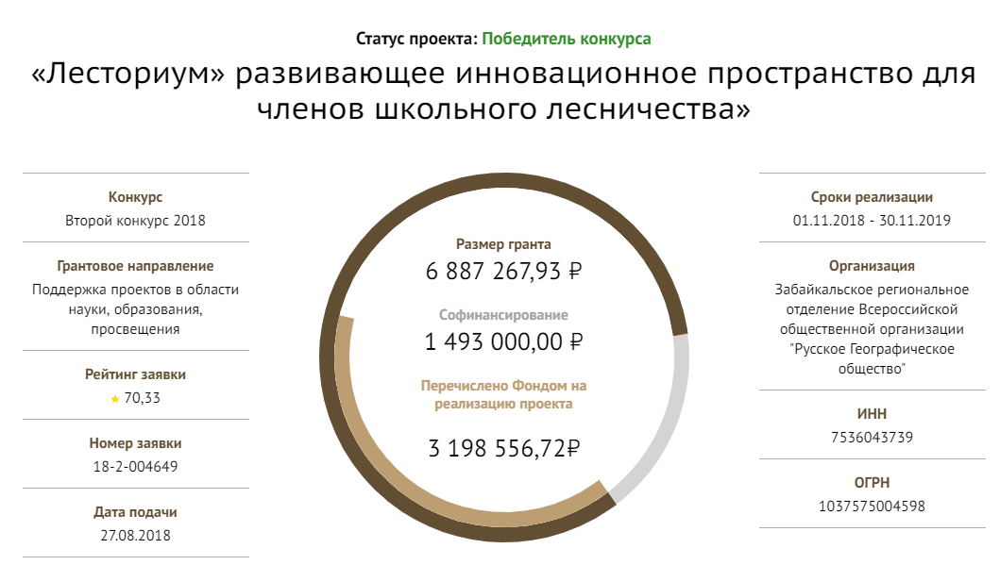 Статус проекта: Победитель конкурса
«Лесториум» развивающее инновационное пространство для
членов школьного лесничества»
Конкурс
Второй конкурс 2018
Грантовое направление
Поддержка проектов в области
науки, образования,
просвещения
Рейтинг заявки
★ 70,33
Номер заявки
18-2-004649
Дата подачи
27.08.2018
Размер гранта
6 887 267,93 ₽
Софинансирование
1 493 000,00 ₽
Перечислено Фондом на
реализацию проекта
3 198 556,72₽
Сроки реализации
01.11.2018 - 30.11.2019
Организация
Забайкальское региональное
отделение Всероссийской
общественной организации
"Русское Географическое
общество"
ИНН
7536043739
ОГРН
1037575004598